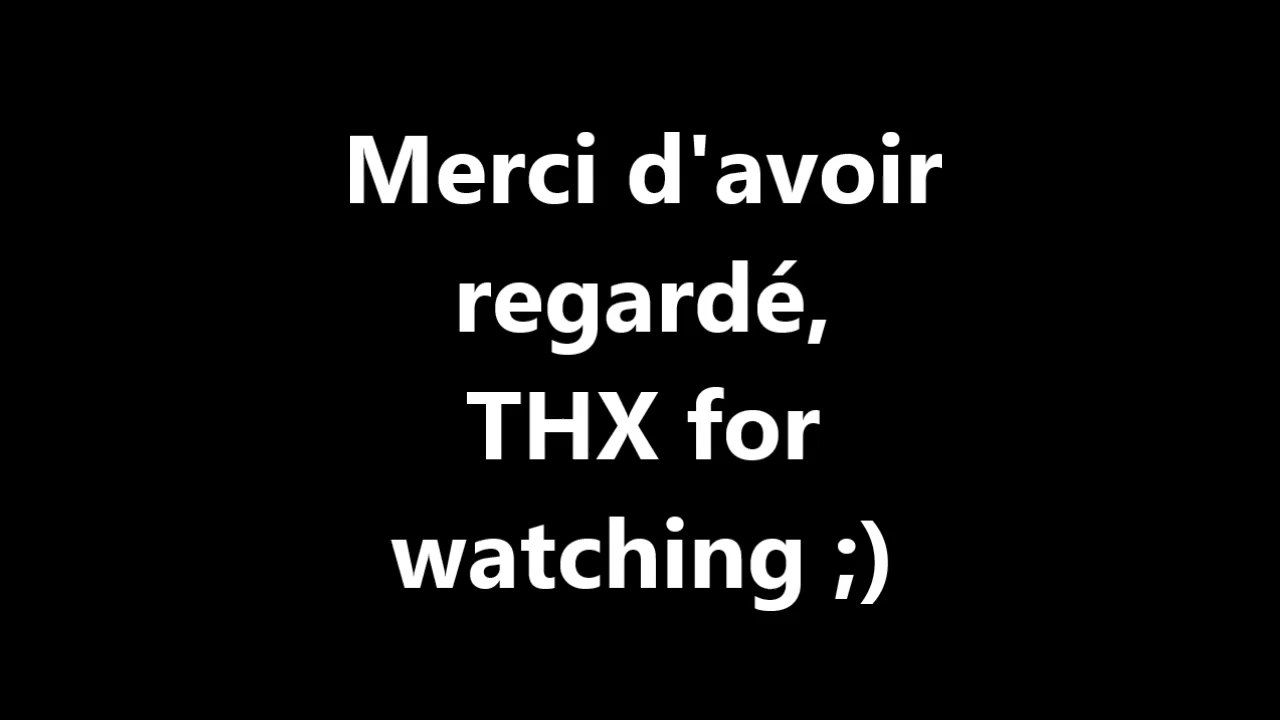 Merci d'avoir
regardé,
THX for
watching ;)